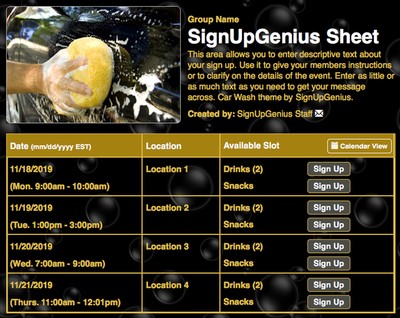 Group Name
SignUpGenius Sheet
This area allows you to enter descriptive text about
your sign up. Use it to give your members instructions
or to clarify on the details of the event. Enter as little or
as much text as you need to get your message
across. Car Wash theme by SignUpGenius.
Created by: SignUpGenius Staff
Date (mm/dd/yyyy EST) Location Available Slot Calendar View
11/18/2019 Location 1 Drinks (2) Sign Up
(Mon. 9:00am - 10:00am) Snacks Sign Up
11/19/2019 Location 2 Drinks (2) Sign Up
(Tue. 1:00pm - 3:00pm) Snacks Sign Up
11/20/2019 Location 3 Drinks (2) Sign Up
(Wed. 7:00am - 9:00am) Snacks Sign Up
11/21/2019 Location 4 Drinks (2) Sign Up
(Thurs. 11:00am - 12:01pm) Snacks Sign Up